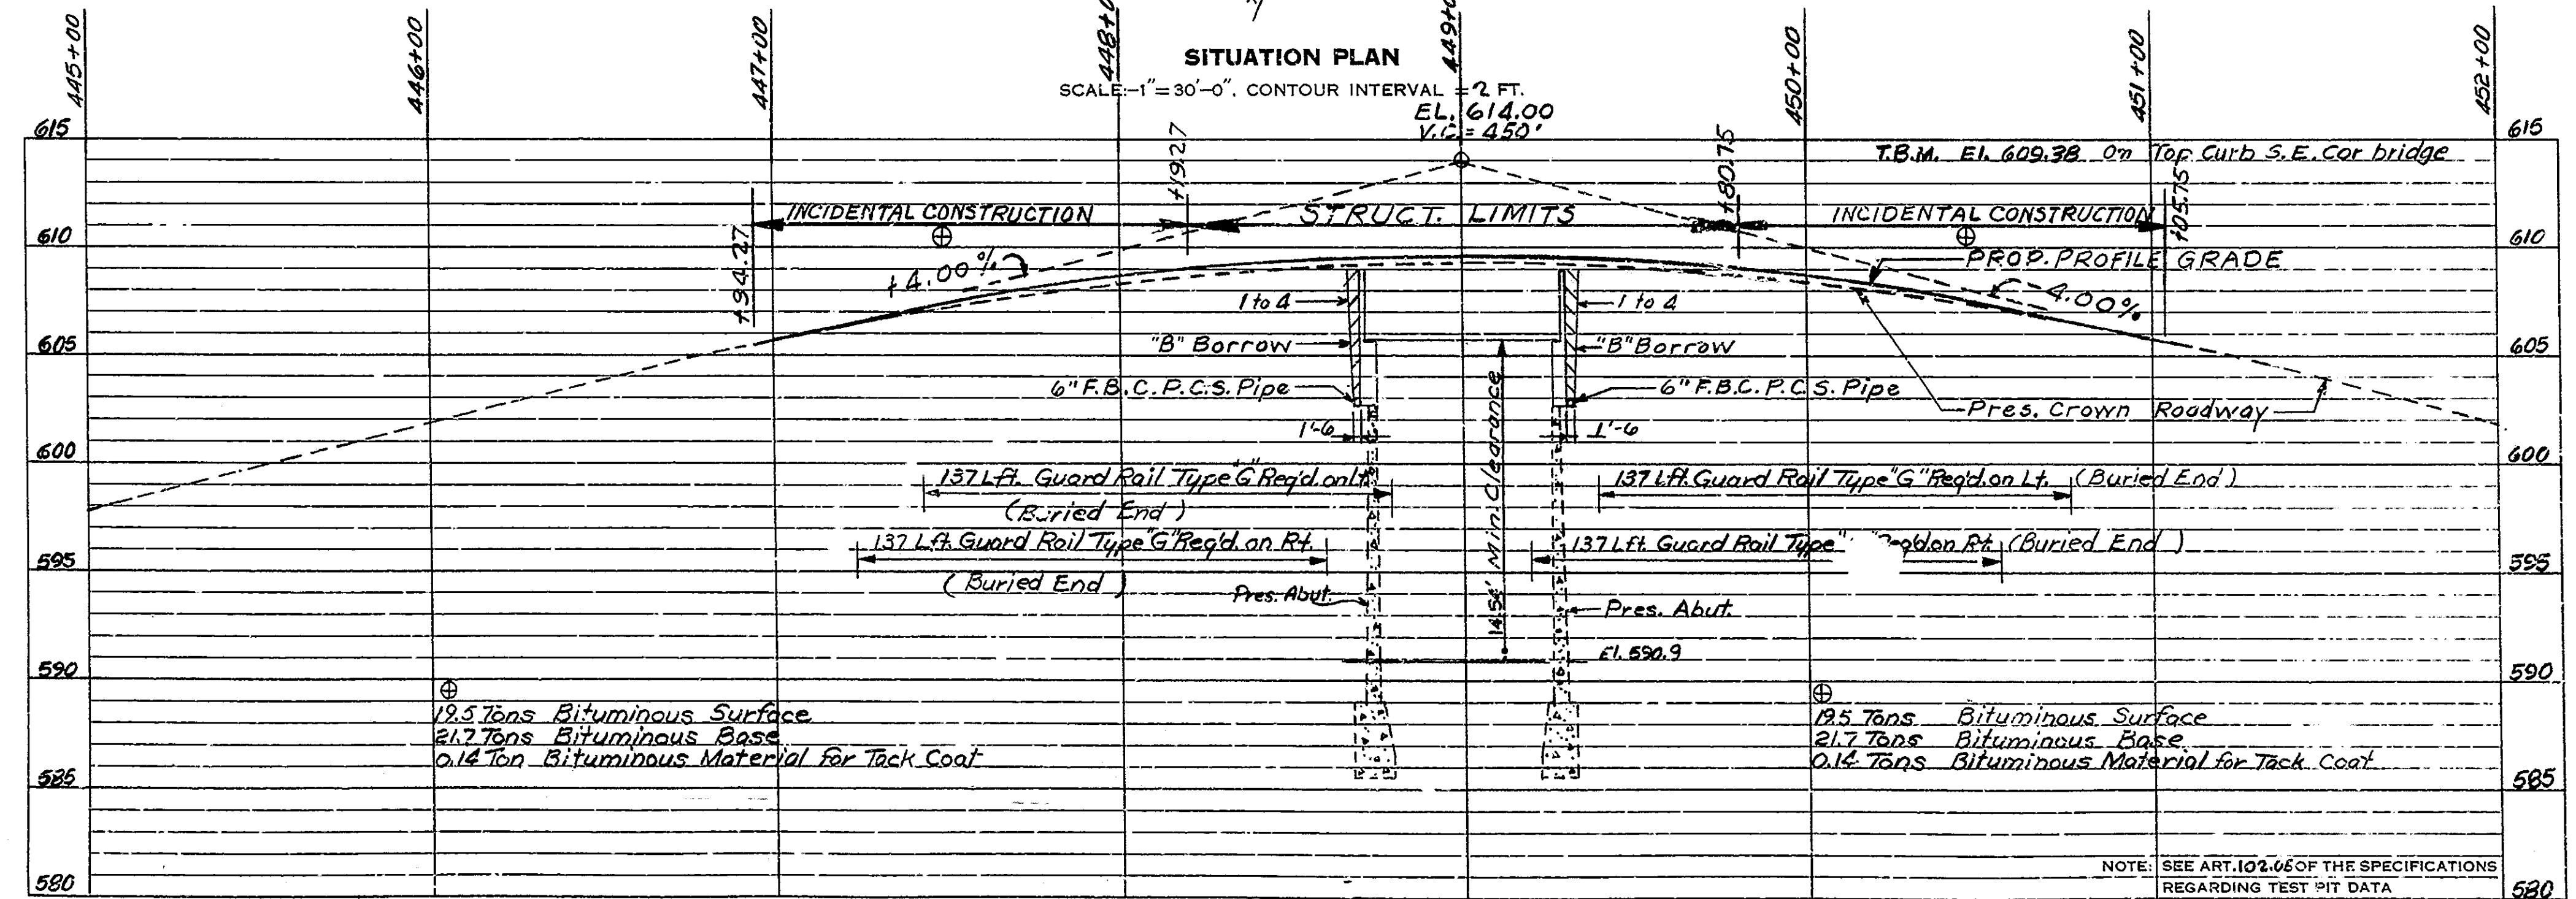 445+00
446+00
447+00
448+0
449+0
450+00
451+00
452+00
SITUATION PLAN
SCALE:-1"=30'-0", CONTOUR INTERVAL = 2 FT.
EL. 614.00
V.C. = 450'
615
615
T.B.M. El. 609.38 On Top Curb S.E. Cor bridge
+94.27
+19.27
+80.75
+05.75
INCIDENTAL CONSTRUCTION
STRUCT. LIMITS
INCIDENTAL CONSTRUCTION
610
610
+4.00%
PROP. PROFILE GRADE
-4.00%
1 to 4
1 to 4
"B" Borrow
"B" Borrow
605
605
6" F.B.C.P.C.S. Pipe
6" F.B.C.P.C.S. Pipe
Pres. Crown Roadway
1'-6
1'-6
14.54' Min. Clearance
600
600
137 Lft. Guard Rail Type "G" Req'd. on Lt.
(Buried End)
137 Lft. Guard Rail Type "G" Req'd. on Lt. (Buried End)
137 Lft. Guard Rail Type "G" Req'd. on Rt.
(Buried End)
137 Lft. Guard Rail Type " Req'd on Rt. (Buried End)
595
595
Pres. Abut.
Pres. Abut.
El. 590.9
590
590
19.5 Tons Bituminous Surface
21.7 Tons Bituminous Base
0.14 Ton Bituminous Material for Tack Coat
19.5 Tons Bituminous Surface
21.7 Tons Bituminous Base
0.14 Tons Bituminous Material for Tack Coat
585
585
NOTE: SEE ART. 102.05 OF THE SPECIFICATIONS
REGARDING TEST PIT DATA
580
580